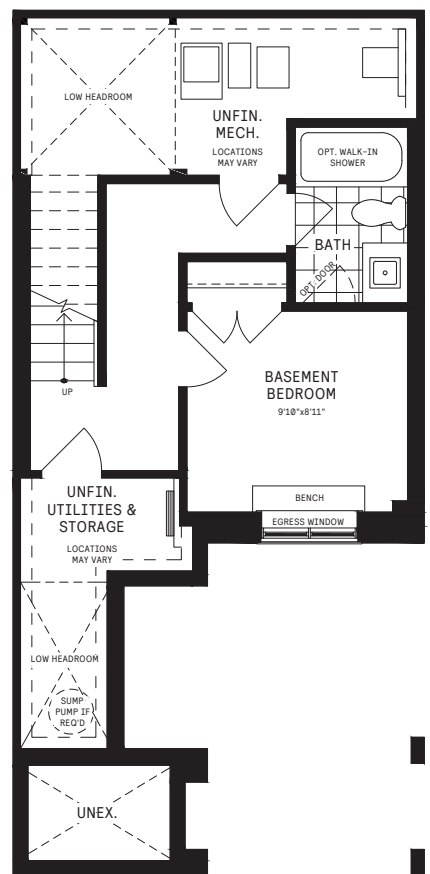 LOW HEADROOM
UNFIN.
MECH.
LOCATIONS
MAY VARY
OPT. WALK-IN
SHOWER
BATH
OPT. DOOR
UP
BASEMENT
BEDROOM
9'10"x8'11"
BENCH
EGRESS WINDOW
UNFIN.
UTILITIES &
STORAGE
LOCATIONS
MAY VARY
LOW HEADROOM
SUMP
PUMP IF
REQ'D
UNEX.